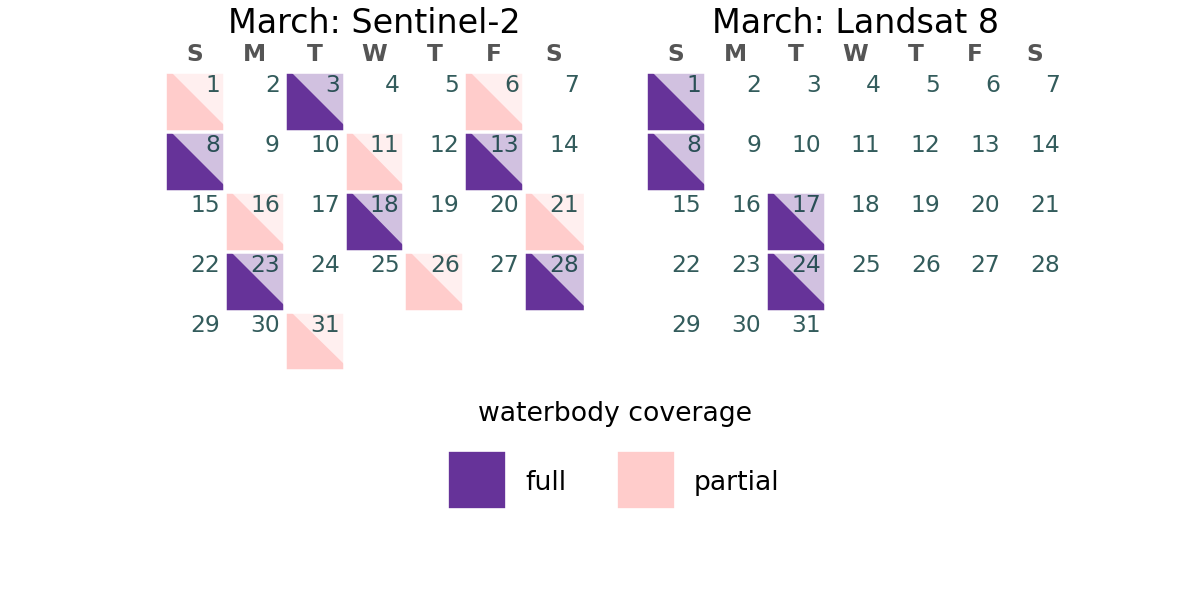 March: Sentinel-2
S M T W T F S
1 2 3 4 5 6 7
8 9 10 11 12 13 14
15 16 17 18 19 20 21
22 23 24 25 26 27 28
29 30 31
March: Landsat 8
S M T W T F S
1 2 3 4 5 6 7
8 9 10 11 12 13 14
15 16 17 18 19 20 21
22 23 24 25 26 27 28
29 30 31
waterbody coverage
full partial